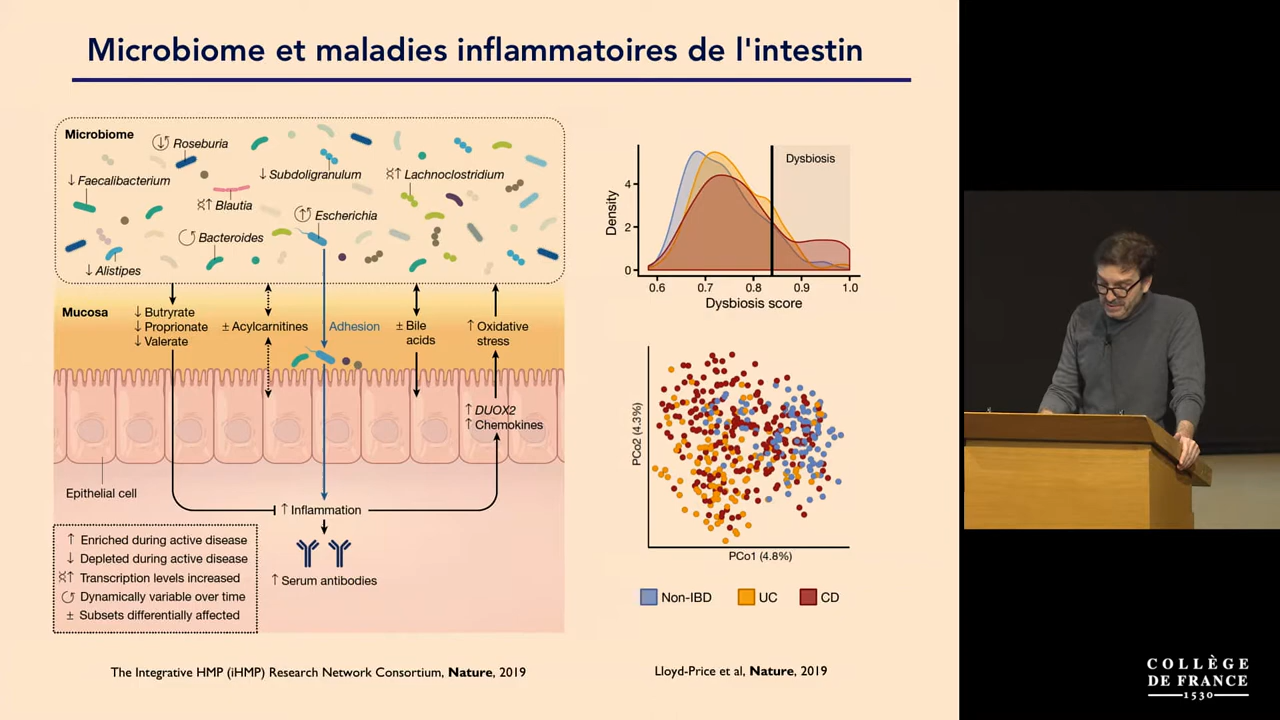 Microbiome et maladies inflammatoires de l'intestin
Microbiome
Roseburia
↓ Faecalibacterium
↓ Subdoligranulum
↑ Lachnoclostridium
↑ Blautia
Escherichia
Bacteroides
↓ Alistipes
Mucosa
↓ Butyrate
↓ Proprionate
↓ Valerate
± Acylcarnitines
Adhesion
± Bile
acids
↑ Oxidative
stress
↑ DUOX2
↑ Chemokines
Epithelial cell
↑ Inflammation
↑ Serum antibodies
↑ Enriched during active disease
↓ Depleted during active disease
↑ Transcription levels increased
Dynamically variable over time
± Subsets differentially affected
The Integrative HMP (iHMP) Research Network Consortium, Nature, 2019
Dysbiosis
Density
4
2
0
0.6 0.7 0.8 0.9 1.0
Dysbiosis score
PCo2 (4.3%)
PCo1 (4.8%)
Non-IBD UC CD
Lloyd-Price et al, Nature, 2019
COLLÈGE
DE FRANCE
1530